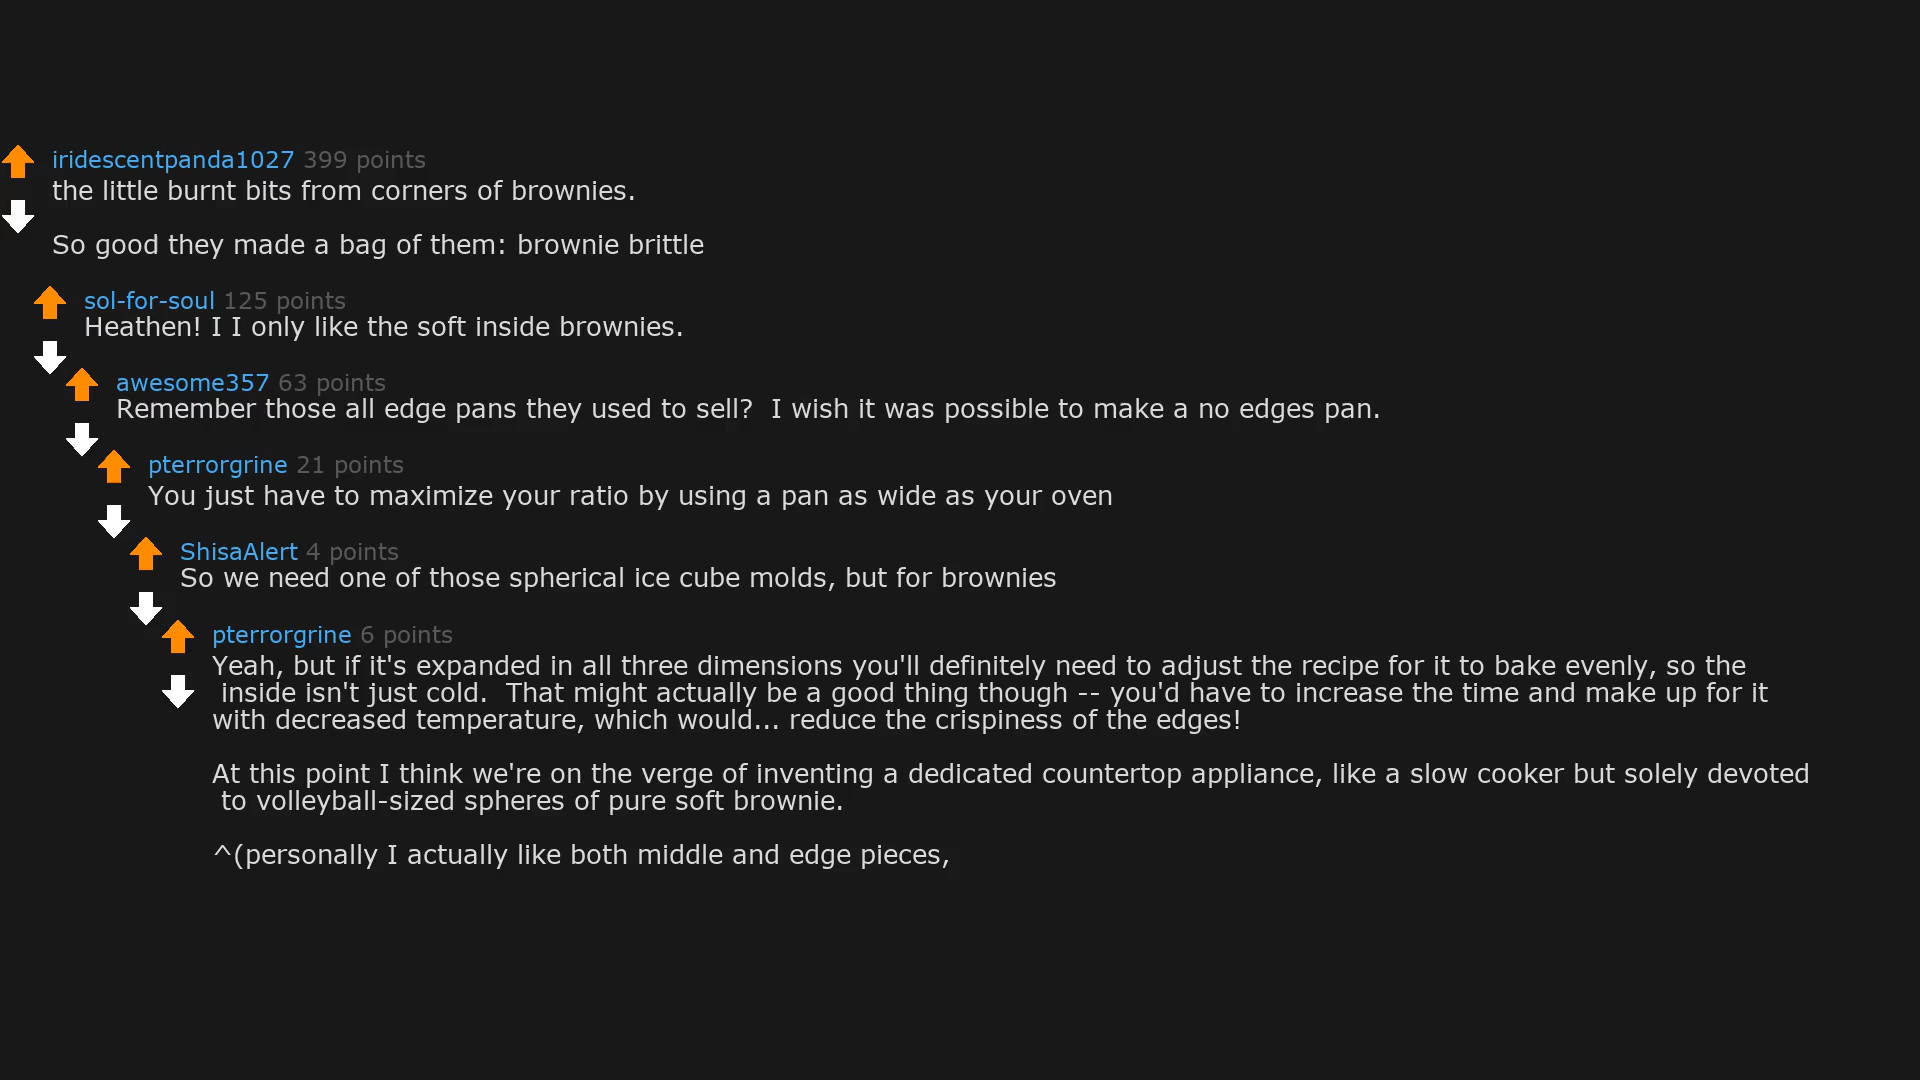 iridescentpanda1027 399 points
the little burnt bits from corners of brownies.
So good they made a bag of them: brownie brittle
sol-for-soul 125 points
Heathen! I I only like the soft inside brownies.
awesome357 63 points
Remember those all edge pans they used to sell?  I wish it was possible to make a no edges pan.
pterrorgrine 21 points
You just have to maximize your ratio by using a pan as wide as your oven
ShisaAlert 4 points
So we need one of those spherical ice cube molds, but for brownies
pterrorgrine 6 points
Yeah, but if it's expanded in all three dimensions you'll definitely need to adjust the recipe for it to bake evenly, so the
inside isn't just cold.  That might actually be a good thing though -- you'd have to increase the time and make up for it
with decreased temperature, which would... reduce the crispiness of the edges!
At this point I think we're on the verge of inventing a dedicated countertop appliance, like a slow cooker but solely devoted
to volleyball-sized spheres of pure soft brownie.
^(personally I actually like both middle and edge pieces,